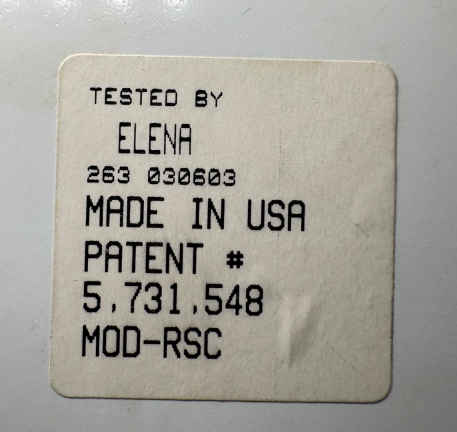 TESTED BY
ELENA
263 030603
MADE IN USA
PATENT #
5,731,548
MOD-RSC